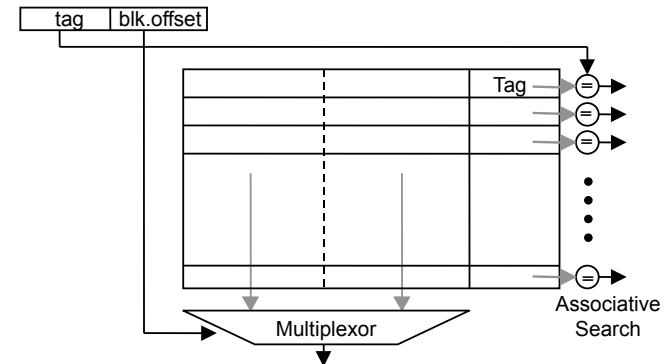 tag blk.offset
Tag =
=
=
=
Associative
Search
Multiplexor